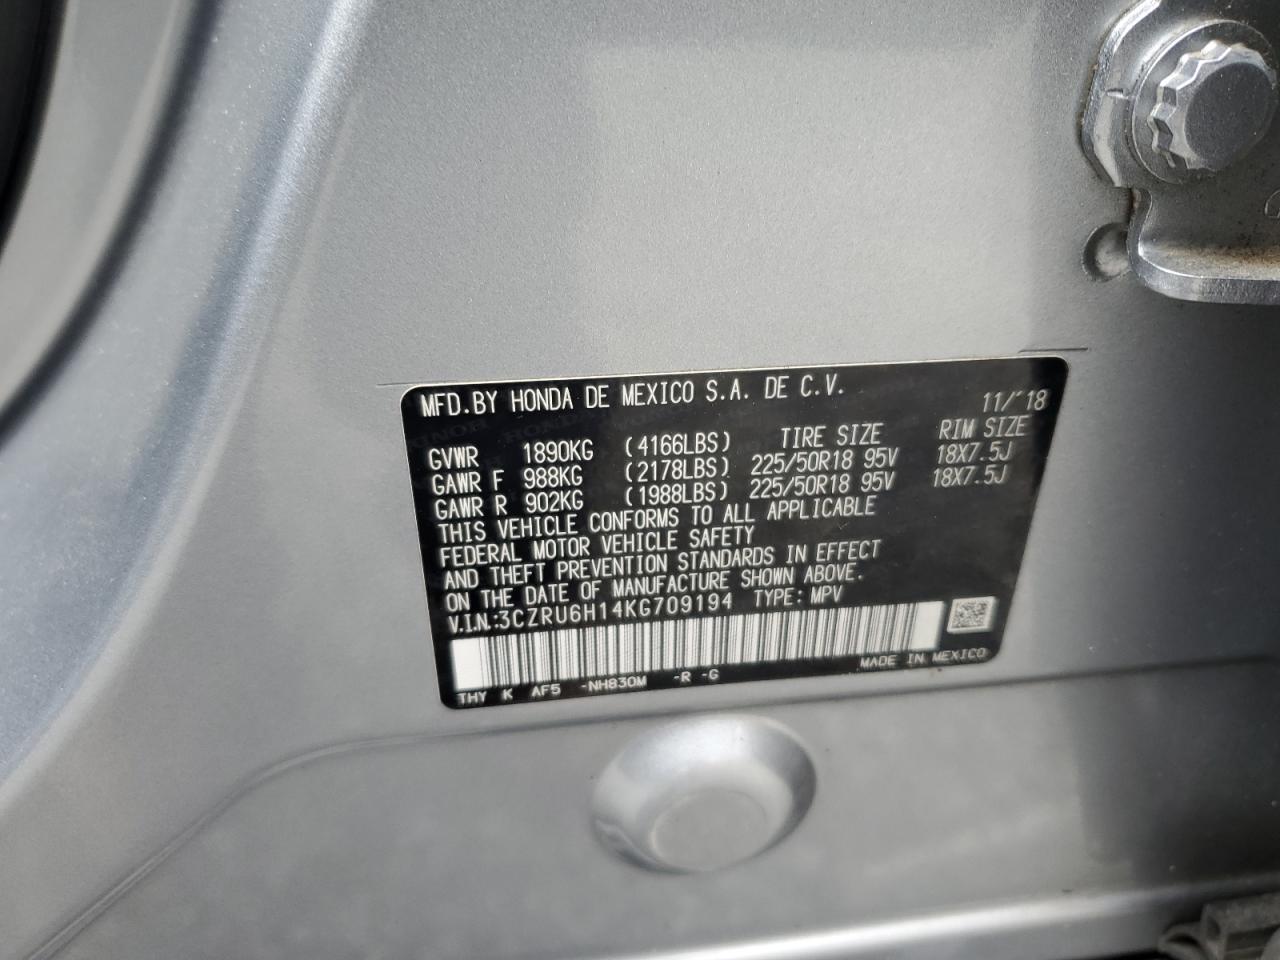 MFD.BY HONDA DE MEXICO S.A. DE C.V. 11/'18
GVWR 1890KG (4166LBS) TIRE SIZE RIM SIZE
GAWR F 988KG (2178LBS) 225/50R18 95V 18X7.5J
GAWR R 902KG (1988LBS) 225/50R18 95V 18X7.5J
THIS VEHICLE CONFORMS TO ALL APPLICABLE
FEDERAL MOTOR VEHICLE SAFETY
AND THEFT PREVENTION STANDARDS IN EFFECT
ON THE DATE OF MANUFACTURE SHOWN ABOVE.
V.I.N.:3CZRU6H14KG709194 TYPE: MPV
MADE IN MEXICO
THY K AF5 -NH830M -R -G